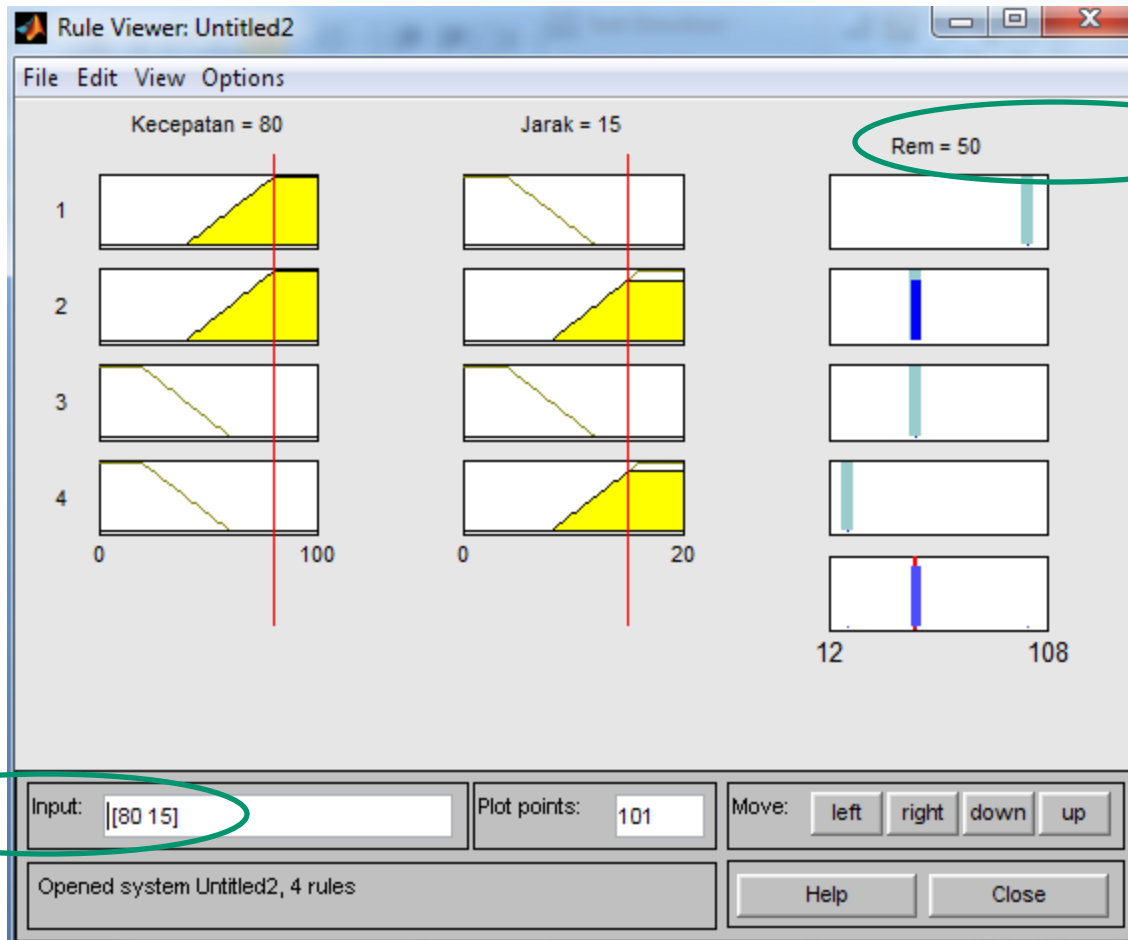 Rule Viewer: Untitled2
File Edit View Options
Kecepatan = 80
Jarak = 15
Rem = 50
1
2
3
4
0 100
0 20
12 108
Input: [80 15]
Plot points: 101
Move: left right down up
Opened system Untitled2, 4 rules
Help Close